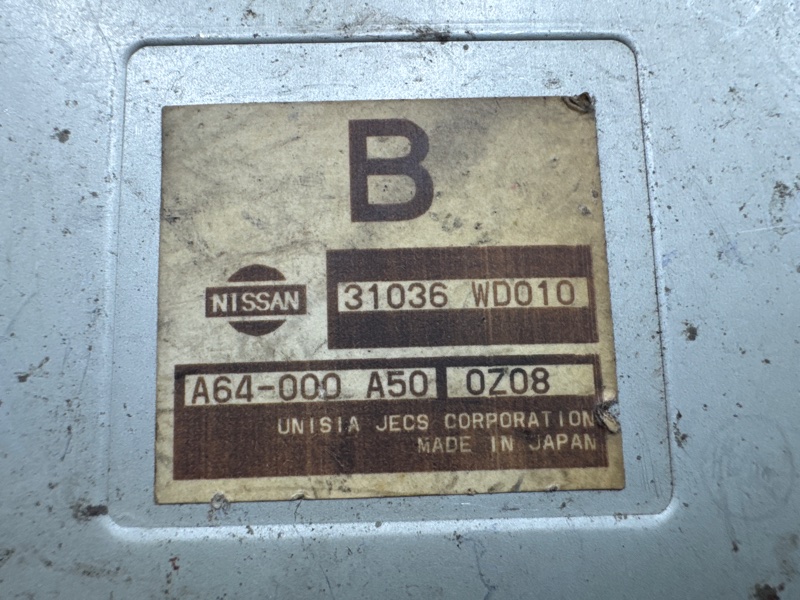 B
NISSAN
31036 WD010
A64-000 A50 0Z08
UNISIA JECS CORPORATION
MADE IN JAPAN